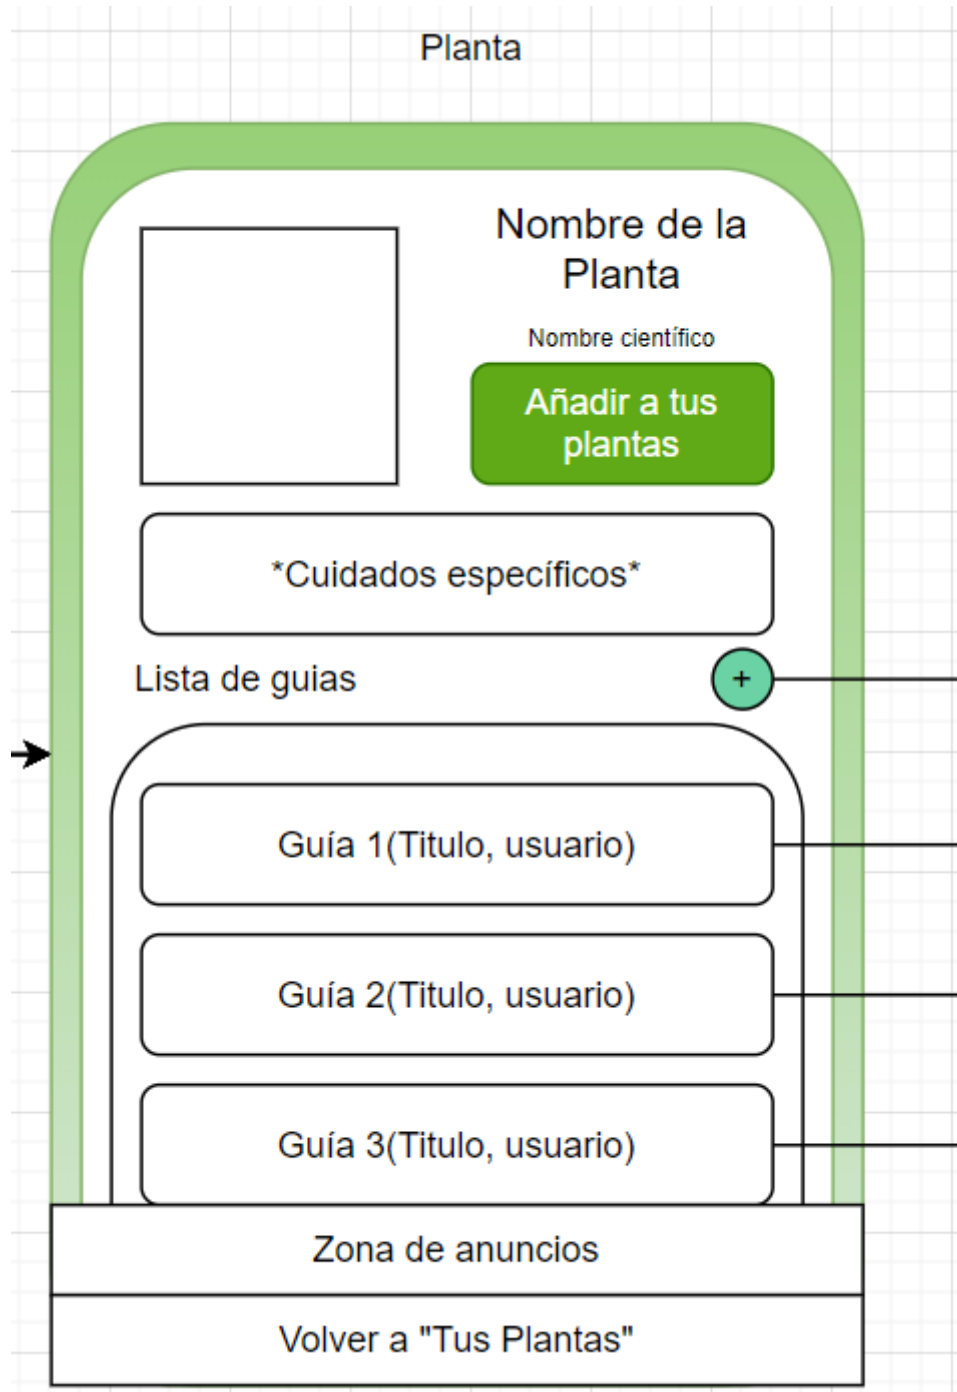 Planta
Nombre de la
Planta
Nombre científico
Añadir a tus
plantas
*Cuidados específicos*
Lista de guias
+
Guía 1(Titulo, usuario)
Guía 2(Titulo, usuario)
Guía 3(Titulo, usuario)
Zona de anuncios
Volver a "Tus Plantas"